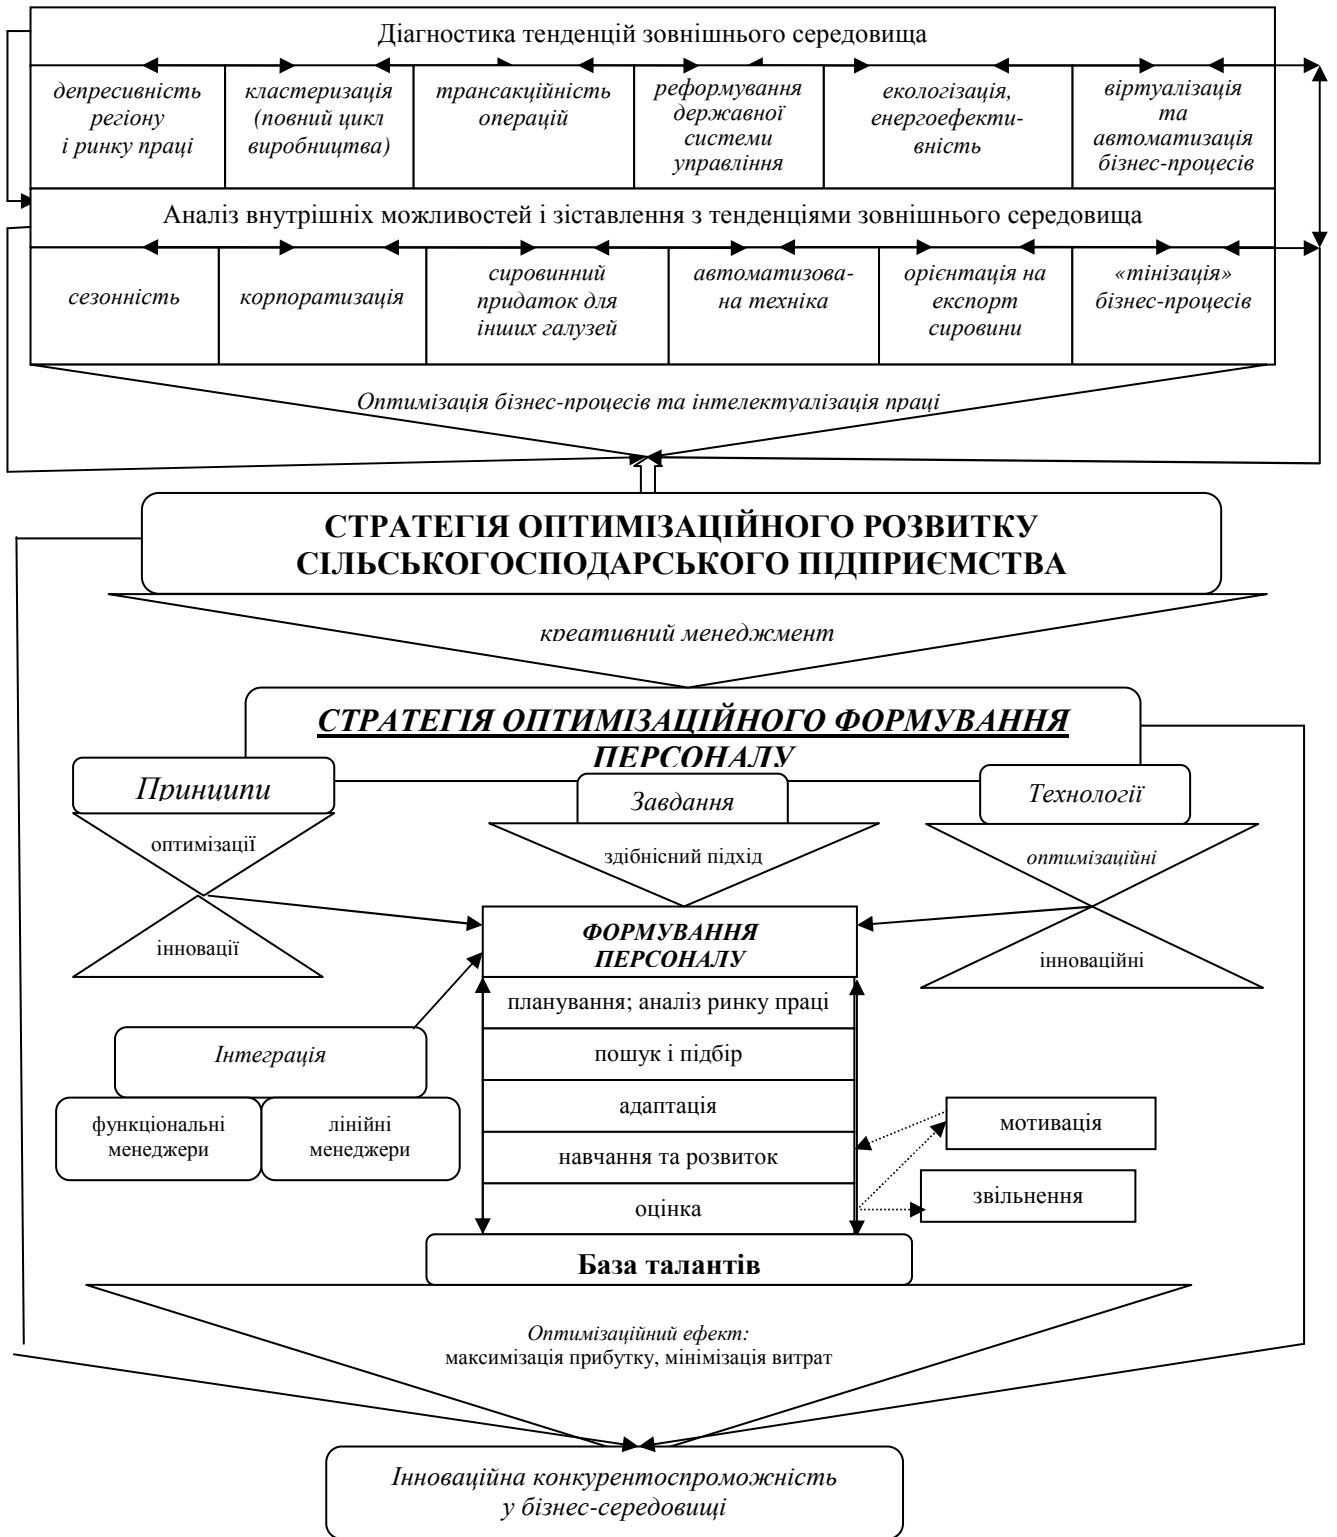 Діагностика тенденцій зовнішнього середовища
депресивність
регіону
і ринку праці
кластеризація
(повний цикл
виробництва)
трансакційність
операцій
реформування
державної
системи
управління
екологізація,
енергоефекти-
вність
віртуалізація
та
автоматизація
бізнес-процесів
Аналіз внутрішніх можливостей і зіставлення з тенденціями зовнішнього середовища
сезонність
корпоратизація
сировинний
придаток для
інших галузей
автоматизова-
на техніка
орієнтація на
експорт
сировини
«тінізація»
бізнес-процесів
Оптимізація бізнес-процесів та інтелектуалізація праці
СТРАТЕГІЯ ОПТИМІЗАЦІЙНОГО РОЗВИТКУ
СІЛЬСЬКОГОСПОДАРСЬКОГО ПІДПРИЄМСТВА
креативний менеджмент
СТРАТЕГІЯ ОПТИМІЗАЦІЙНОГО ФОРМУВАННЯ
ПЕРСОНАЛУ
Принципи
Завдання
Технології
оптимізації
здібнісний підхід
оптимізаційні
інновації
ФОРМУВАННЯ
ПЕРСОНАЛУ
інноваційні
планування; аналіз ринку праці
Інтеграція
пошук і підбір
функціональні
менеджери
лінійні
менеджери
адаптація
мотивація
навчання та розвиток
звільнення
оцінка
База талантів
Оптимізаційний ефект:
максимізація прибутку, мінімізація витрат
Інноваційна конкурентоспроможність
у бізнес-середовищі